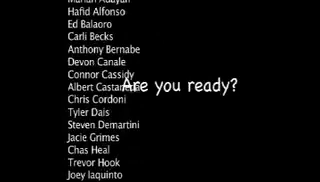 Hafid Alfonso
Ed Balaoro
Carli Becks
Anthony Bernabe
Devon Canale
Connor Cassidy
Albert
Are you ready?
Chris Cordoni
Tyler Dais
Steven Demartini
Jacie Grimes
Chas Heal
Trevor Hook
Joey Iaquinto